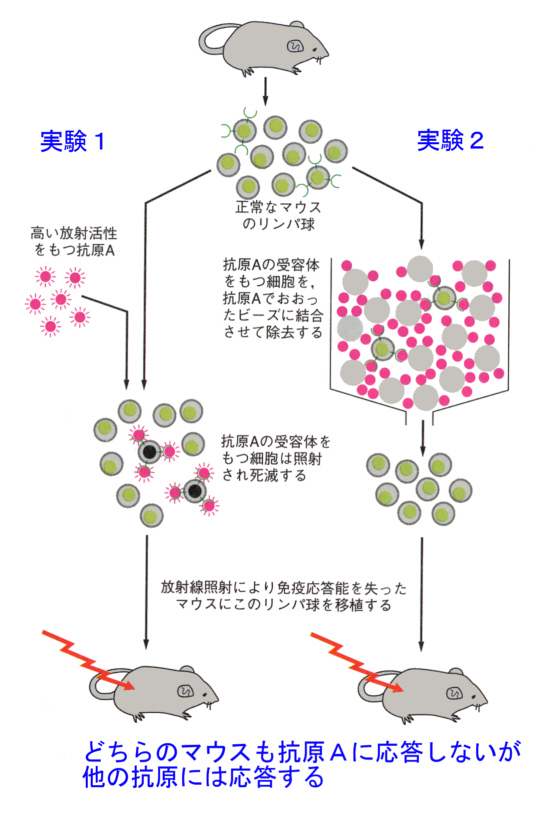 実験１
実験２
正常なマウス
のリンパ球
高い放射活性
をもつ抗原A
抗原Aの受容体
をもつ細胞を,
抗原Aでおおっ
たビーズに結合
させて除去する
抗原Aの受容体を
もつ細胞は照射
され死滅する
放射線照射により免疫応答能を失った
マウスにこのリンパ球を移植する
どちらのマウスも抗原Ａに応答しないが
他の抗原には応答する